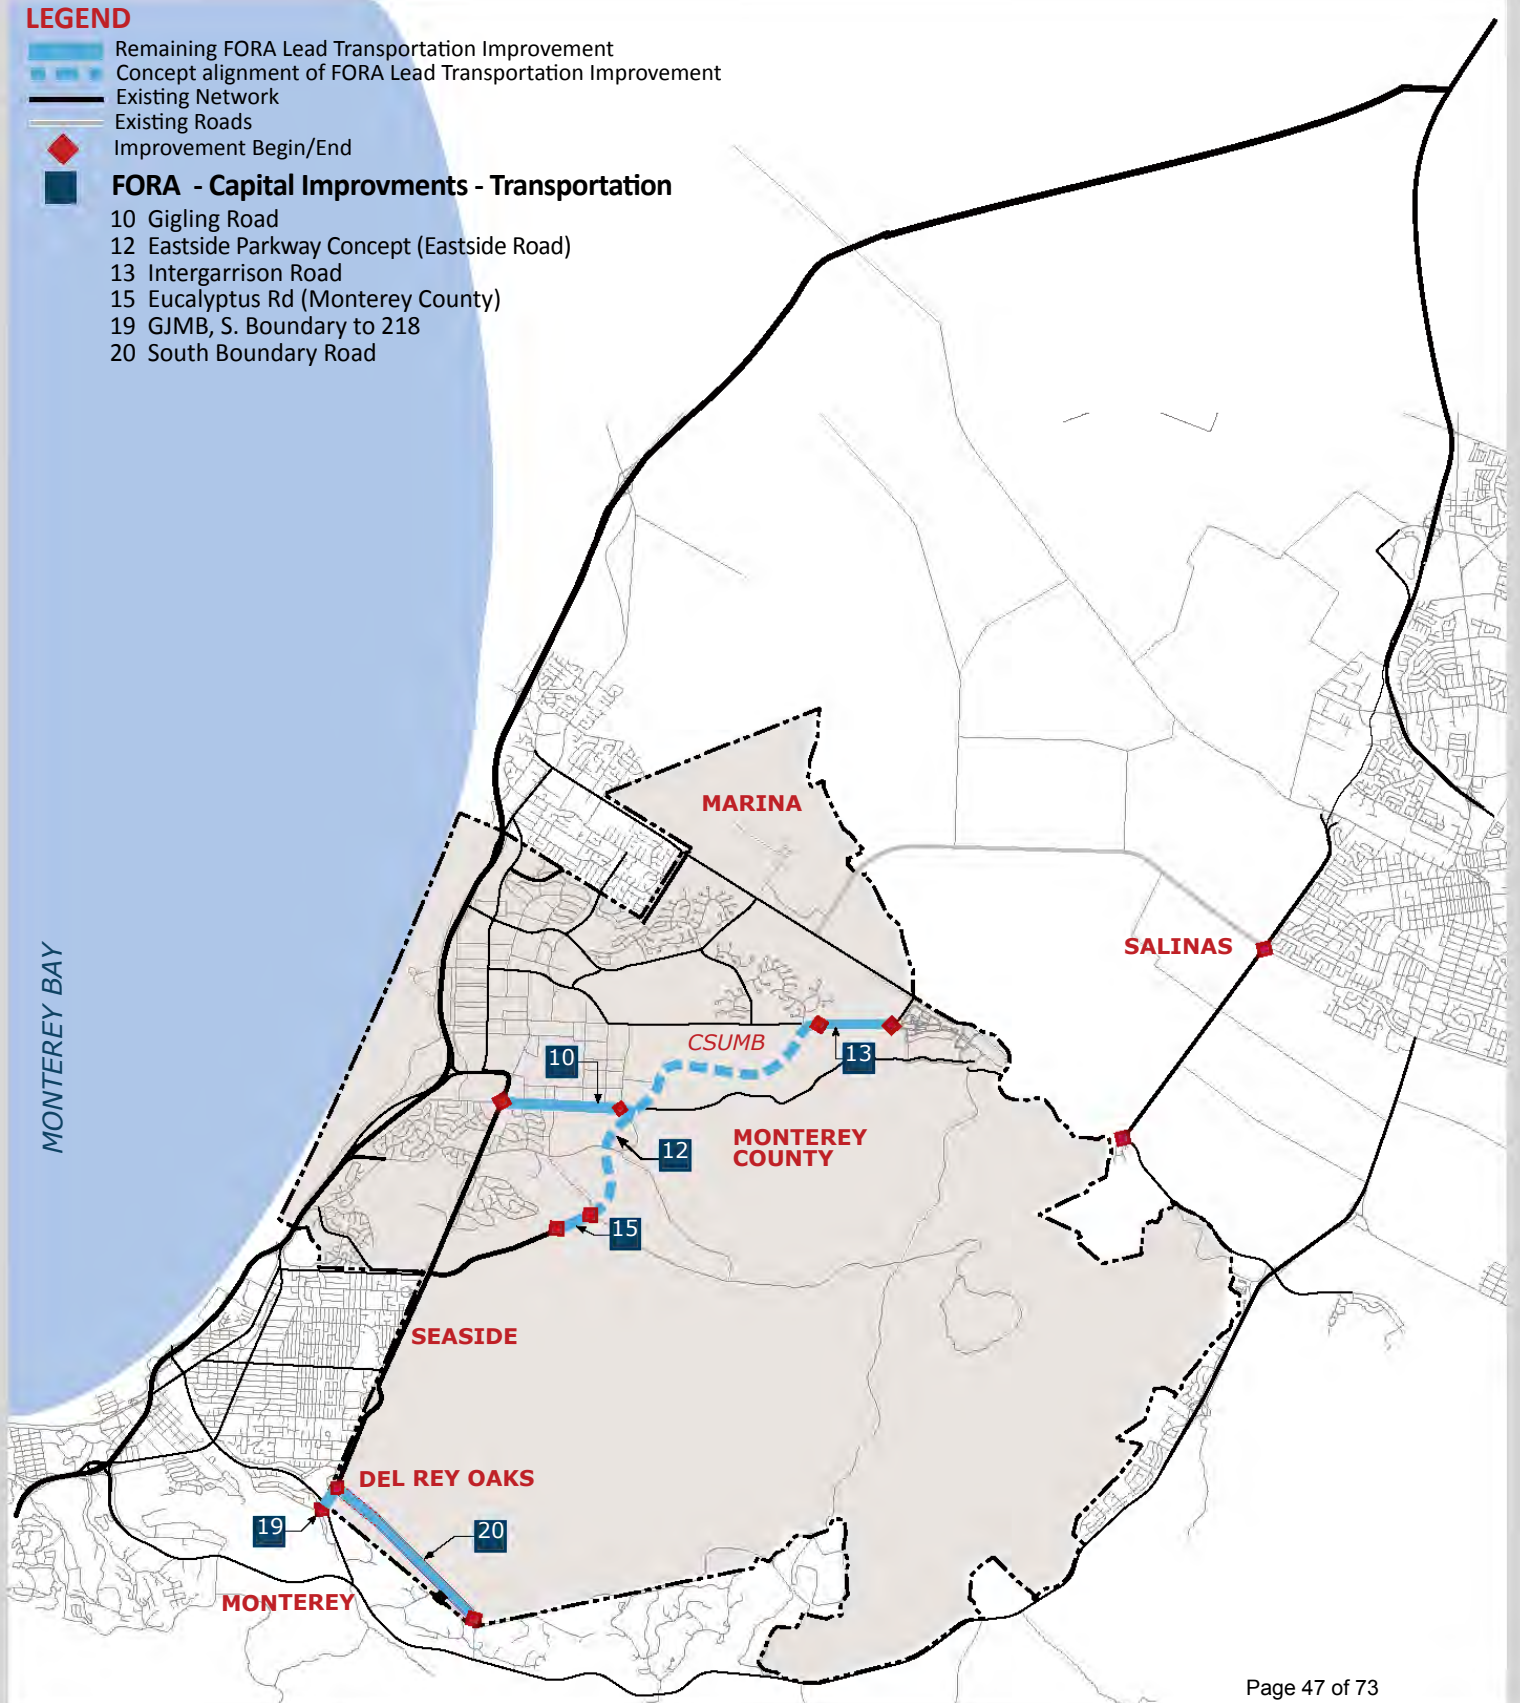 LEGEND
Remaining FORA Lead Transportation Improvement
Concept alignment of FORA Lead Transportation Improvement
Existing Network
Existing Roads
Improvement Begin/End
FORA - Capital Improvments - Transportation
10 Gigling Road
12 Eastside Parkway Concept (Eastside Road)
13 Intergarrison Road
15 Eucalyptus Rd (Monterey County)
19 GJMB, S. Boundary to 218
20 South Boundary Road
MARINA
SALINAS
MONTEREY BAY
CSUMB
10
13
MONTEREY
COUNTY
12
15
SEASIDE
DEL REY OAKS
19
20
MONTEREY
Page 47 of 73